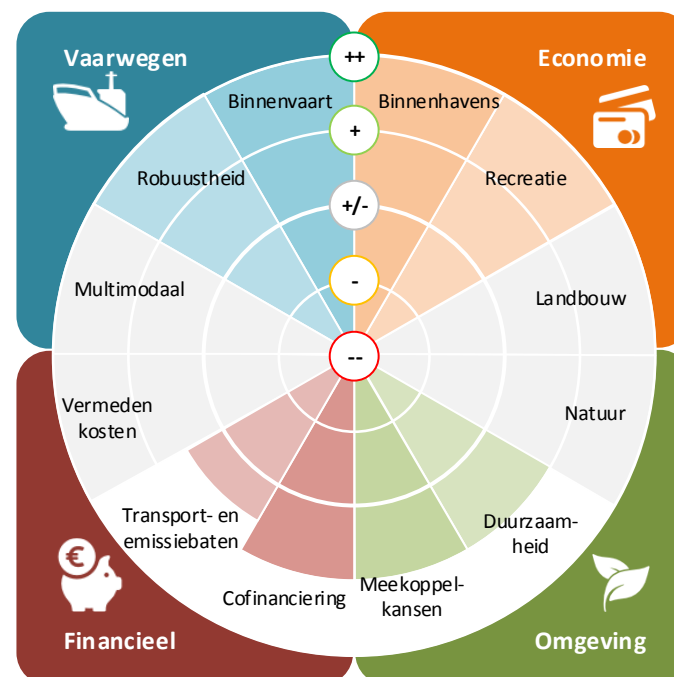 Vaarwegen
++
Economie
Binnenvaart
Binnenhavens
+
Robuustheid
Recreatie
+/-
Multimodaal
-
Landbouw
--
Vermeden
kosten
Natuur
Transport- en
emissiebaten
Duurzaam-
heid
Cofinanciering
Meekoppel-
kansen
€
Financieel
Omgeving